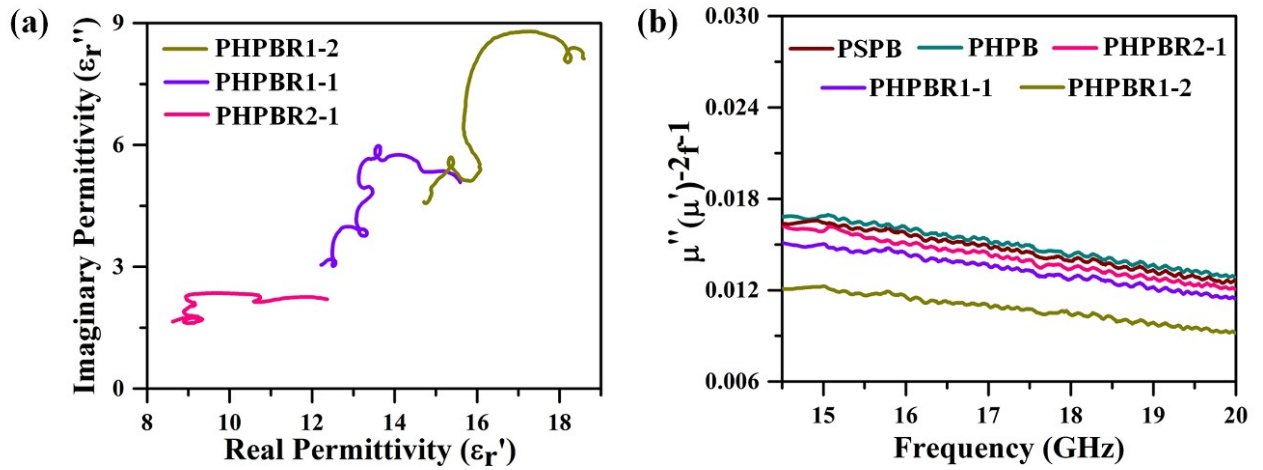 (a)
9
6
3
0
Imaginary Permittivity (εr'')
PHPBR1-2
PHPBR1-1
PHPBR2-1
8 10 12 14 16 18
Real Permittivity (εr')
(b)
0.030
0.024
0.018
0.012
0.006
μ''(μ')-2f-1
PSPB PHPB PHPBR2-1
PHPBR1-1 PHPBR1-2
15 16 17 18 19 20
Frequency (GHz)